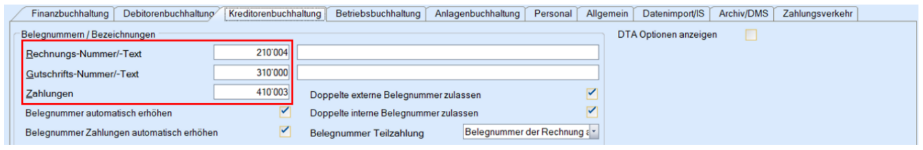 Finanzbuchhaltung Debitorenbuchhaltung Kreditorenbuchhaltung Betriebsbuchhaltung Anlagenbuchhaltung Personal Allgemein Datenimport/IS Archiv/DMS Zahlungsverkehr
Belegnummern / Bezeichnungen DTA Optionen anzeigen
Rechnungs-Nummer/-Text 210'004
Gutschrifts-Nummer/-Text 310'000
Zahlungen 410'003 Doppelte externe Belegnummer zulassen
Belegnummer automatisch erhöhen Doppelte interne Belegnummer zulassen
Belegnummer Zahlungen automatisch erhöhen Belegnummer Teilzahlung Belegnummer der Rechnung